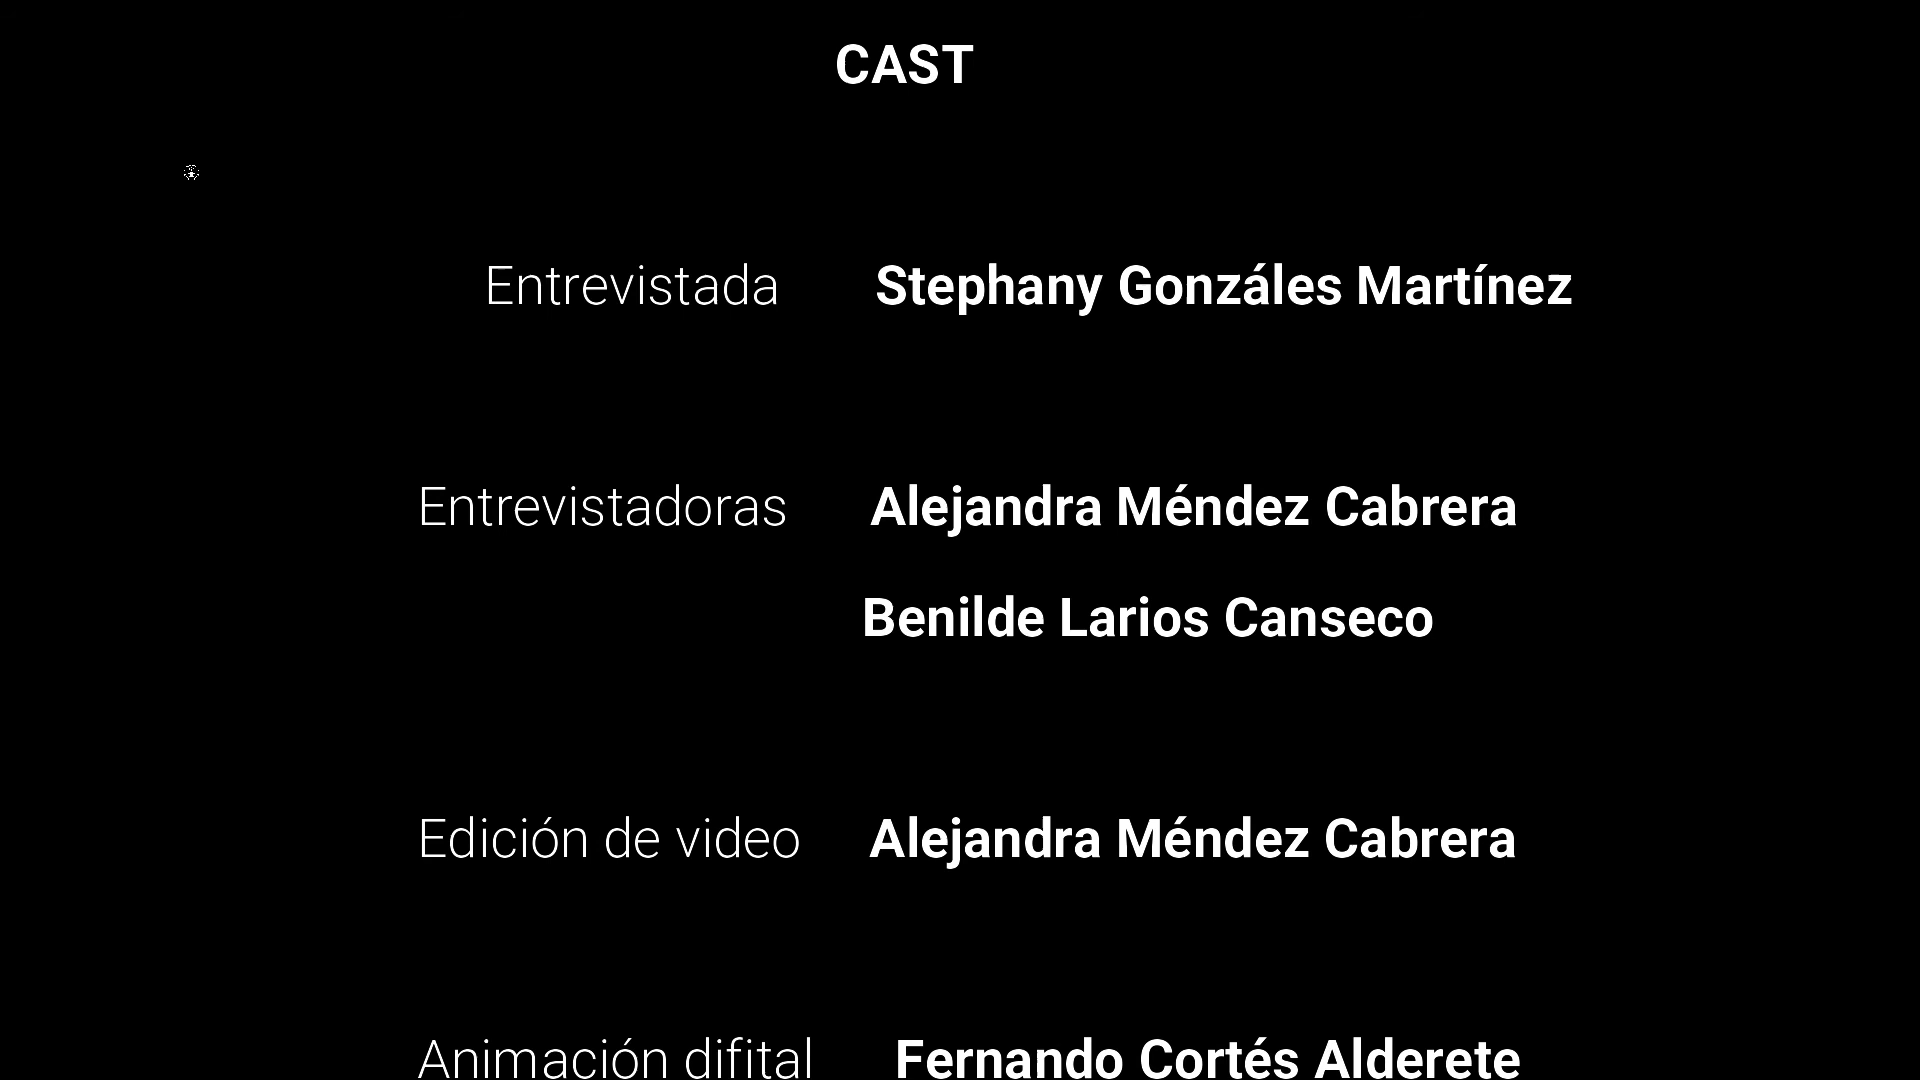 CAST
Entrevistada Stephany Gonzáles Martínez
Entrevistadoras Alejandra Méndez Cabrera
Benilde Larios Canseco
Edición de video Alejandra Méndez Cabrera
Animación difital Fernando Cortés Alderete